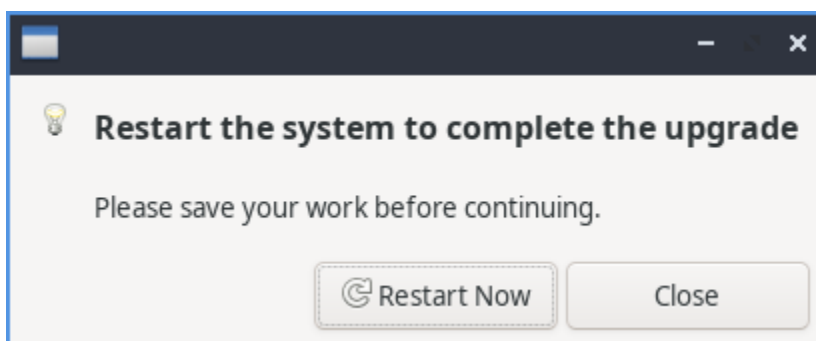 Restart the system to complete the upgrade
Please save your work before continuing.
Restart Now
Close